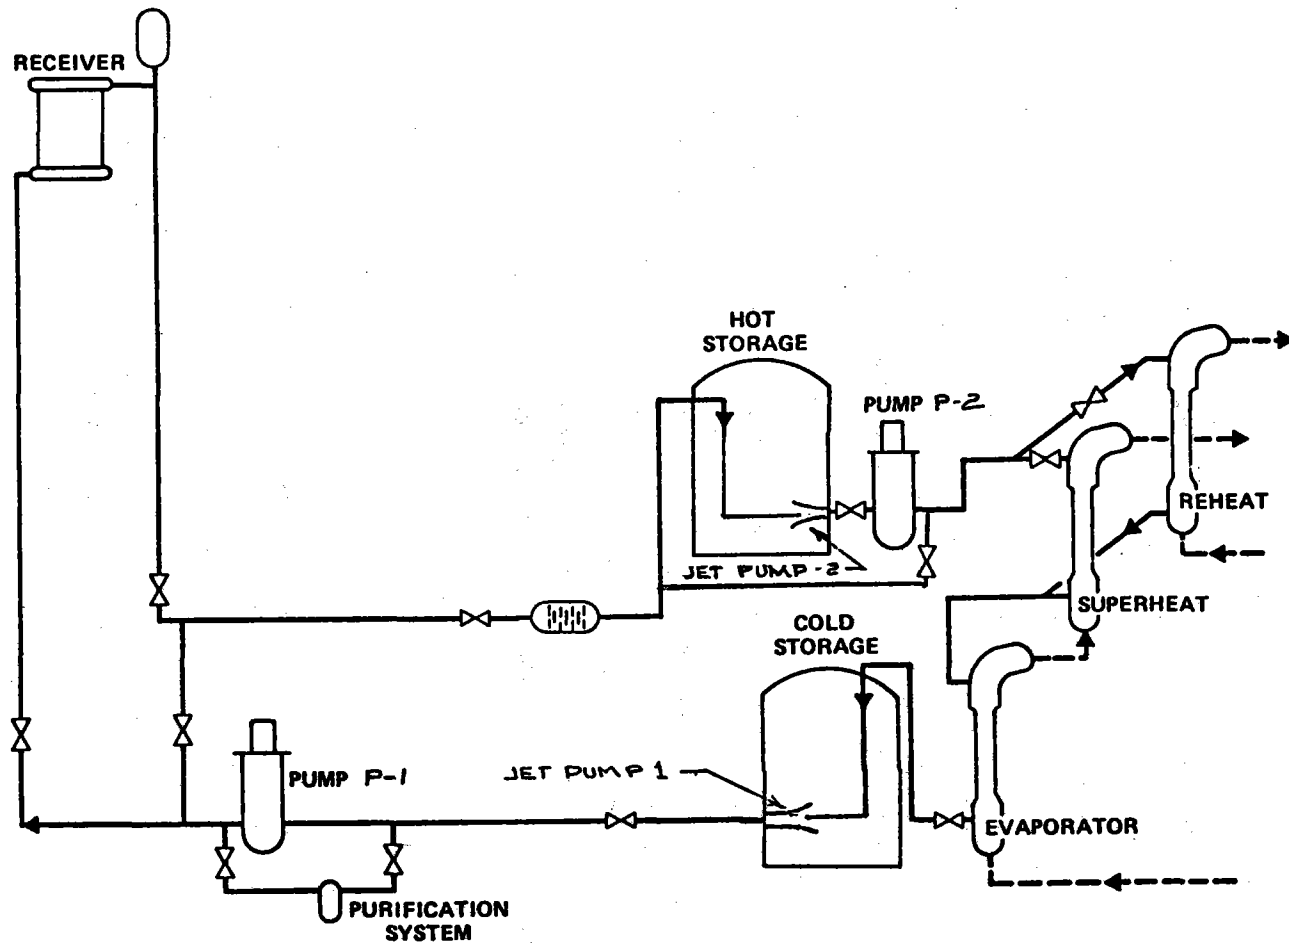 RECEIVER
HOT
STORAGE
PUMP P-2
REHEAT
JET PUMP-2
SUPERHEAT
COLD
STORAGE
PUMP P-1
JET PUMP 1
EVAPORATOR
PURIFICATION
SYSTEM